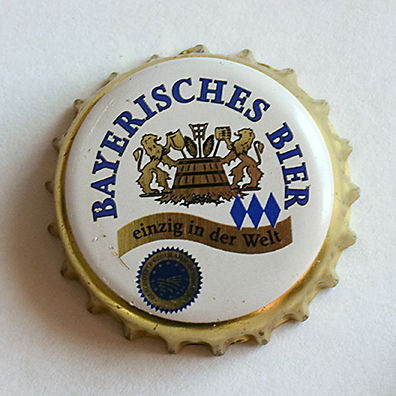 BAYERISCHES BIER
einzig in der Welt